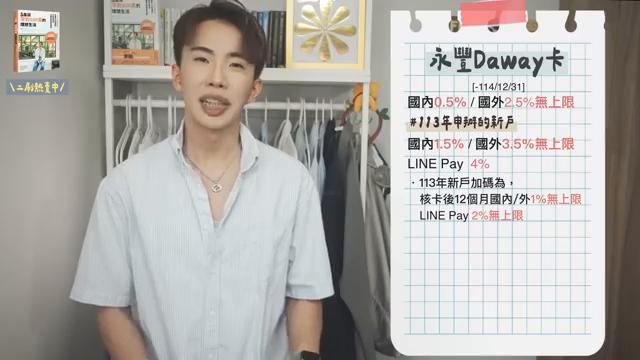 \二刷熱賣中/
永豐Daway卡
[-114/12/31]
國內0.5% / 國外2.5%無上限
#113年申辦的新戶
國內1.5% / 國外3.5%無上限
LINE Pay 4%
・113年新戶加碼為，
核卡後12個月國內/外1%無上限
LINE Pay 2%無上限